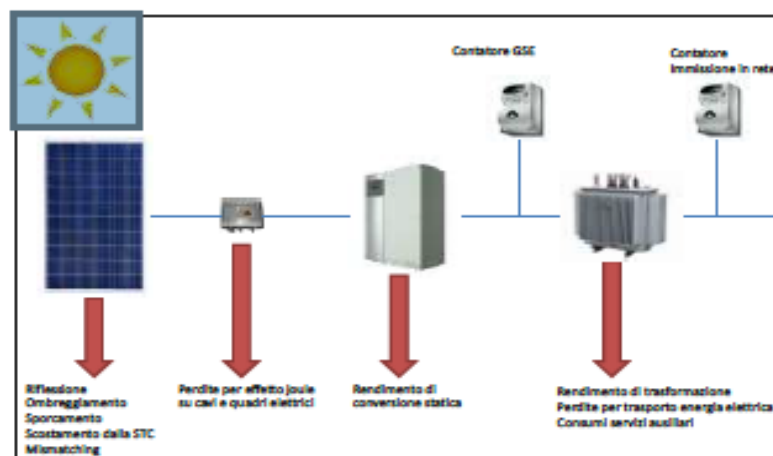 Contatore GSE
Contatore
immissione in rete
Riflessione
Ombreggiamento
Sporcamento
Scostamento dalla STC
Mismatching
Perdite per effetto joule
su cavi e quadri elettrici
Rendimento di
conversione statica
Rendimento di trasformazione
Perdite per trasporto energia elettrica
Consumi servizi ausiliari